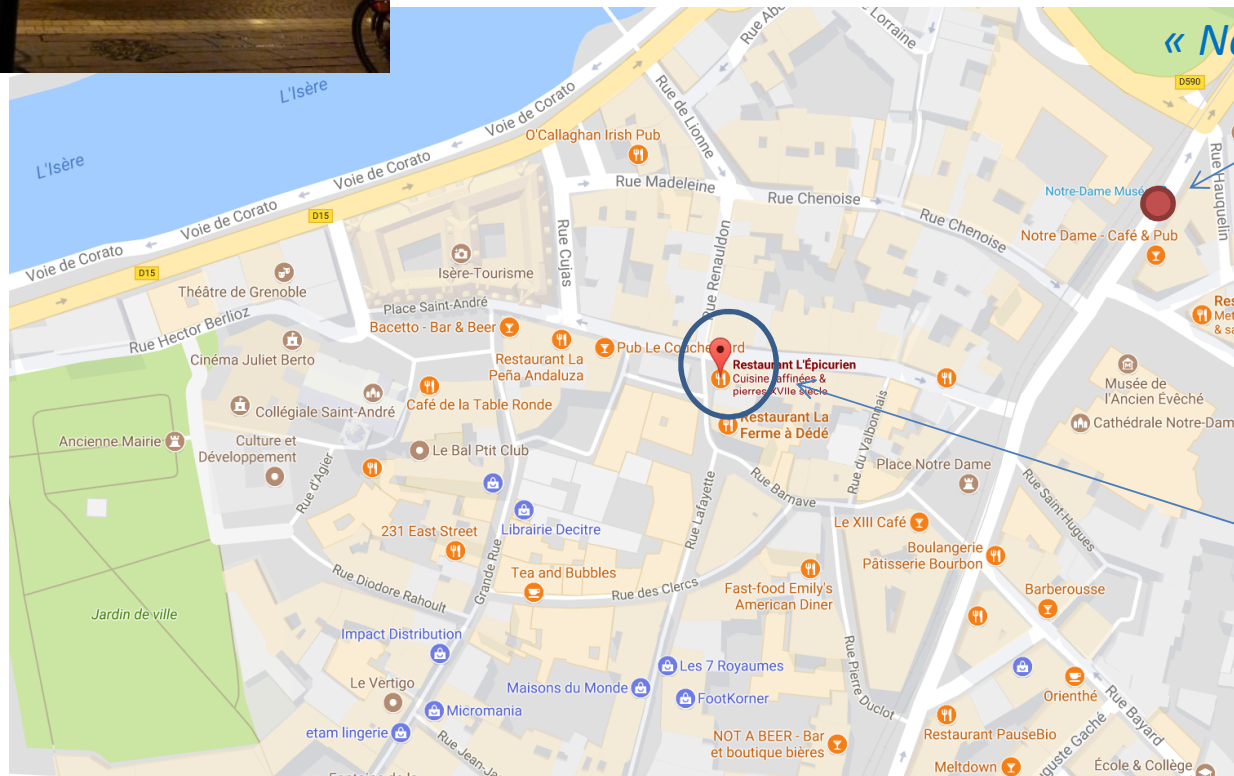 « No
D590
L'Isère
L'Isère
Voie de Corato
Voie de Corato
Voie de Corato
Voie de Corato
Voie de Corato
D15
D15
Rue de Lionne
Lorraine
O'Callaghan Irish Pub
Rue Madeleine
Rue Chenoise
Rue Chenoise
Rue Hauquelin
Notre-Dame Musée
Notre Dame - Café & Pub
Rue Cujas
Rue Renauldon
Isère-Tourisme
Théâtre de Grenoble
Place Saint-André
Rue Hector Berlioz
Bacetto - Bar & Beer
Restaurant La
Peña Andaluza
Restaurant L'Épicurien
Cuisine raffinées &
pierres XVIIe siècle
Restaurant La
Ferme à Dédé
Cinéma Juliet Berto
Café de la Table Ronde
Collégiale Saint-André
Ancienne Mairie
Culture et
Développement
Le Bal Ptit Club
Rue d'Agier
Librairie Decitre
231 East Street
Grande Rue
Rue Diodore Rahoult
Tea and Bubbles
Rue des Clercs
Rue Lafayette
Rue Barnave
Rue du Valbonnais
Place Notre Dame
Musée de
l'Ancien Évêché
Cathédrale Notre-Dam
Rue Saint-Hugues
Le XIII Café
Boulangerie
Pâtisserie Bourbon
Fast-food Emily's
American Diner
Barberousse
Jardin de ville
Impact Distribution
Le Vertigo
Micromania
etam lingerie
Rue Jean-Ja
Maisons du Monde
Les 7 Royaumes
FootKorner
Rue Pierre Duclot
NOT A BEER - Bar
et boutique bières
Restaurant PauseBio
Meltdown
Orienthé
Rue Bayard
École & Collège